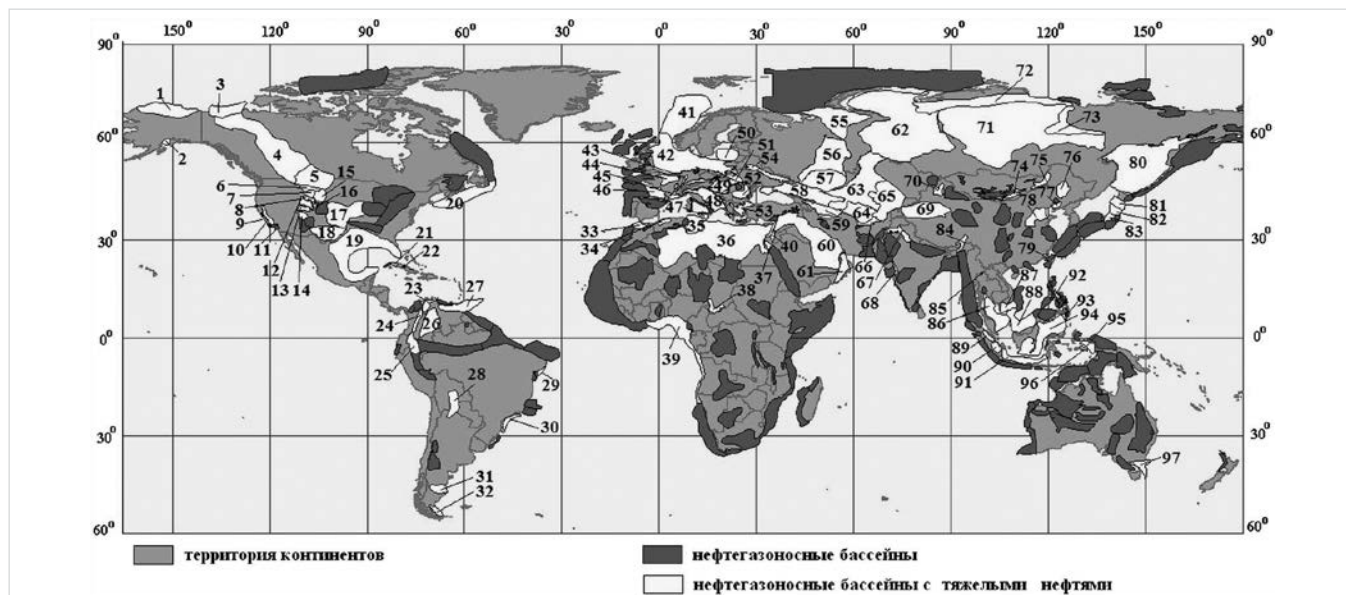 150⁰ 120⁰ 90⁰ 60⁰ 30 0⁰ 30⁰ 60⁰ 90⁰ 120⁰ 150⁰
90⁰ 90⁰
72
1 3
41 73
55
62 71
60⁰ 50 60⁰
2 4 43 42 51 56 74 75 76 80
44 54
15 45 52 57 70
6 5 16 46 49 58 63 77
7 47 48 65 78 81
8 17 20 53 64 69 82
9 33 35 59 83
10 18 19 21 84 79
30⁰ 11 22 34 36 40 60 30⁰
12 37 61 66 87 92
13 14 23 27 38 67 88 93
68 85 94
24 26 86 95
0⁰ 39 89 0⁰
25 28 90
29 91 96
30
30⁰ 30⁰
31 97
32
60⁰ 60⁰
территория континентов
нефтегазоносные бассейны
нефтегазоносные бассейны с тяжелыми нефтями